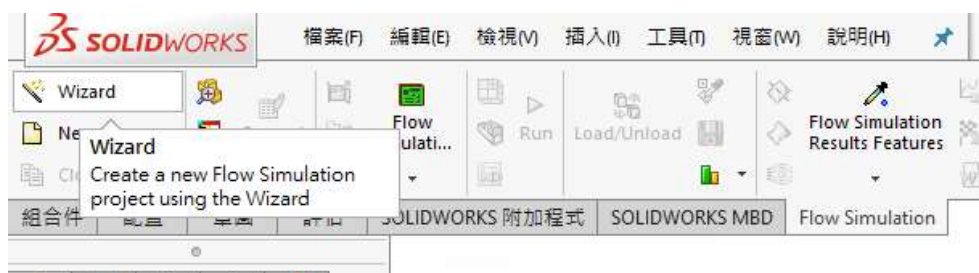 SOLIDWORKS 檔案(F) 編輯(E) 檢視(V) 插入(I) 工具(T) 視窗(W) 說明(H)
Wizard
Flow
Run Load/Unload
Flow Simulation
Results Features
Wizard
Create a new Flow Simulation
project using the Wizard
組合件 評估 SOLIDWORKS 附加程式 SOLIDWORKS MBD Flow Simulation